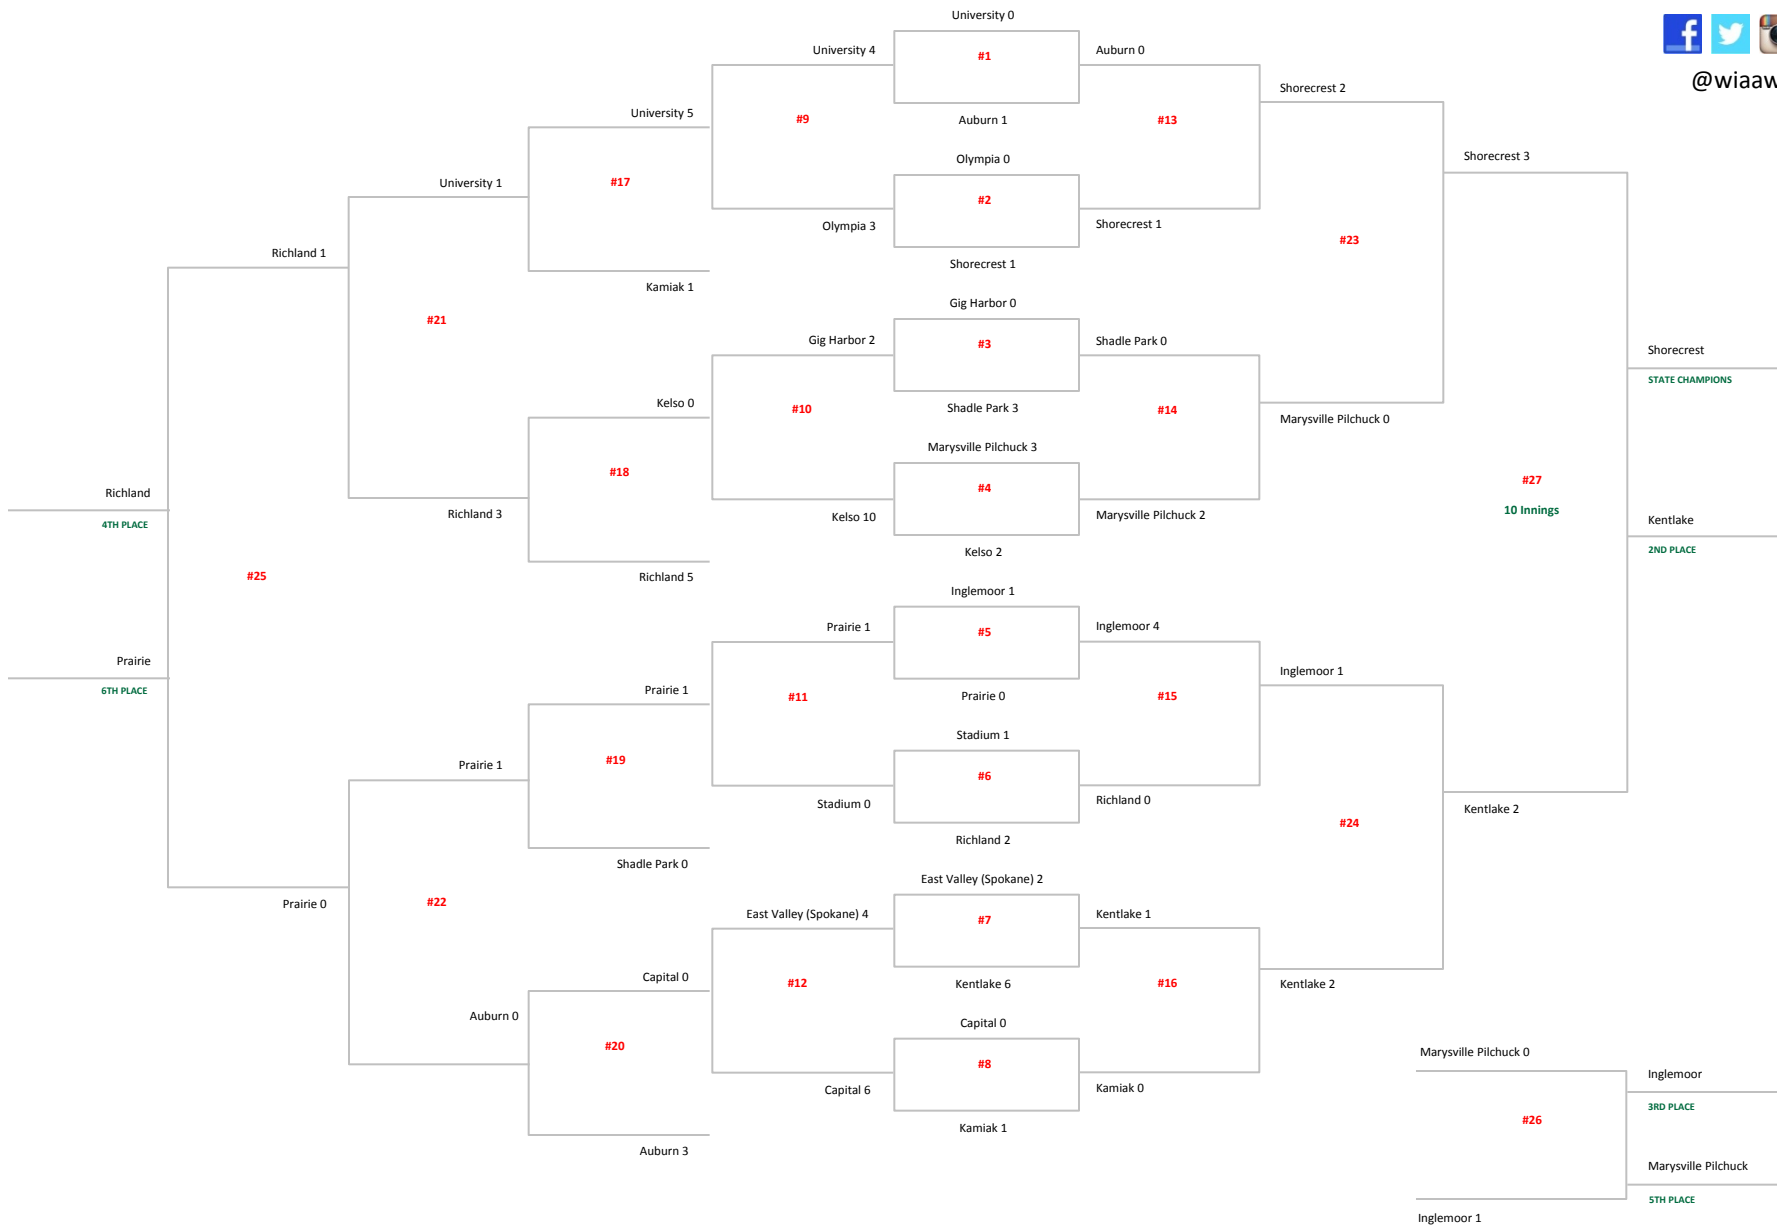 University 0
University 4
#1
Auburn 0
@wiaaw
Shorecrest 2
University 5
#9
Auburn 1
#13
Shorecrest 3
Olympia 0
University 1
#17
#2
Olympia 3
Shorecrest 1
#23
Richland 1
Shorecrest 1
Kamiak 1
Gig Harbor 0
#21
Gig Harbor 2
#3
Shadle Park 0
Shorecrest
STATE CHAMPIONS
Kelso 0
#10
Shadle Park 3
#14
Marysville Pilchuck 0
Marysville Pilchuck 3
#18
#27
Richland
#4
10 Innings
4TH PLACE
Richland 3
Kelso 10
Marysville Pilchuck 2
Kentlake
2ND PLACE
Kelso 2
#25
Richland 5
Inglemoor 1
Prairie 1
#5
Inglemoor 4
Prairie
6TH PLACE
Inglemoor 1
Prairie 1
#11
Prairie 0
#15
Stadium 1
Prairie 1
#19
#6
Stadium 0
Richland 0
Kentlake 2
#24
Richland 2
Shadle Park 0
East Valley (Spokane) 2
Prairie 0
#22
East Valley (Spokane) 4
#7
Kentlake 1
Capital 0
#12
Kentlake 6
#16
Kentlake 2
Auburn 0
Capital 0
#20
Marysville Pilchuck 0
#8
Inglemoor
Capital 6
Kamiak 0
3RD PLACE
#26
Kamiak 1
Auburn 3
Marysville Pilchuck
5TH PLACE
Inglemoor 1